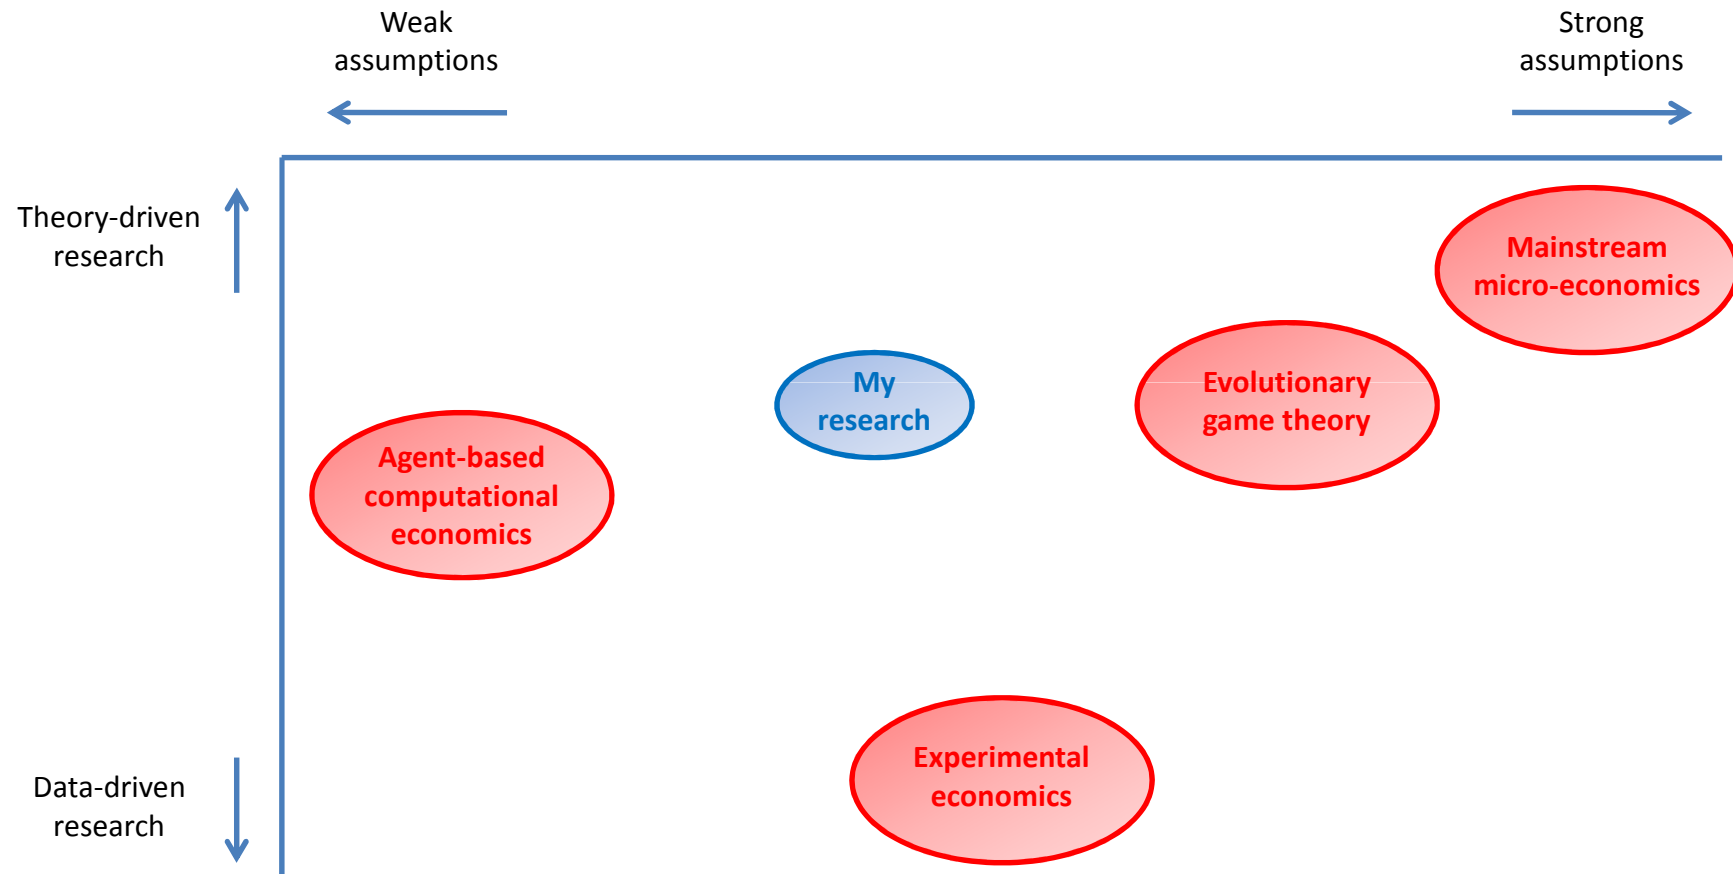 Weak
assumptions
Strong
assumptions
Theory-driven
research
Mainstream
micro-economics
My
research
Evolutionary
game theory
Agent-based
computational
economics
Experimental
economics
Data-driven
research